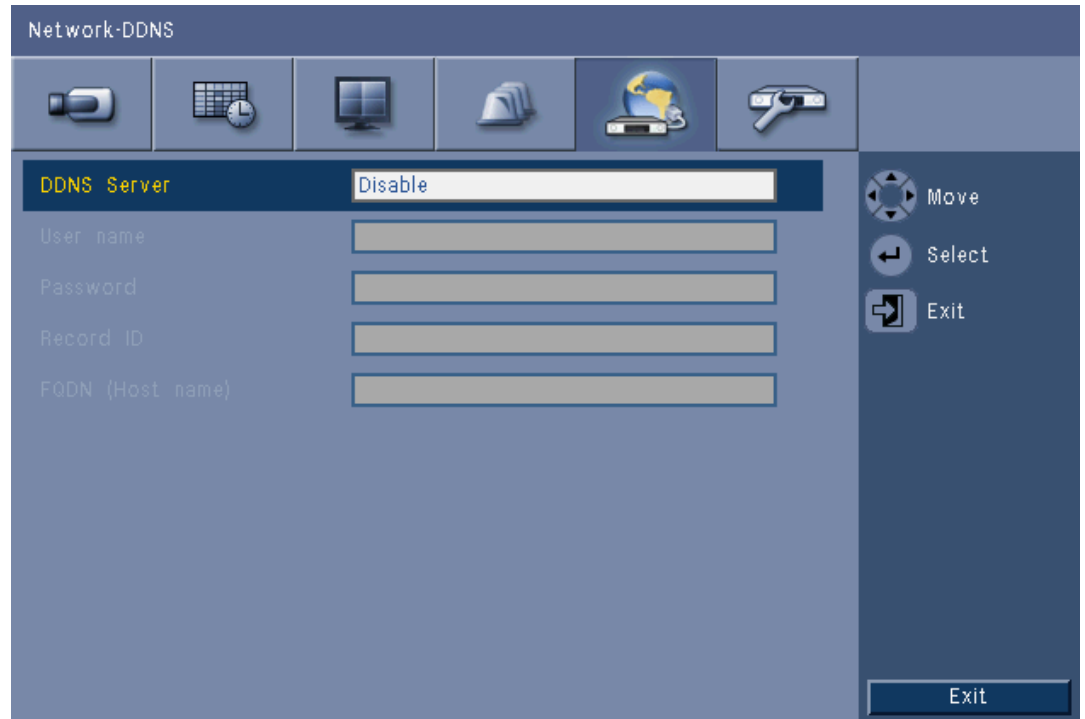 Network-DDNS
DDNS Server Disable
User name
Password
Record ID
FQDN (Host name)
Move
Select
Exit
Exit